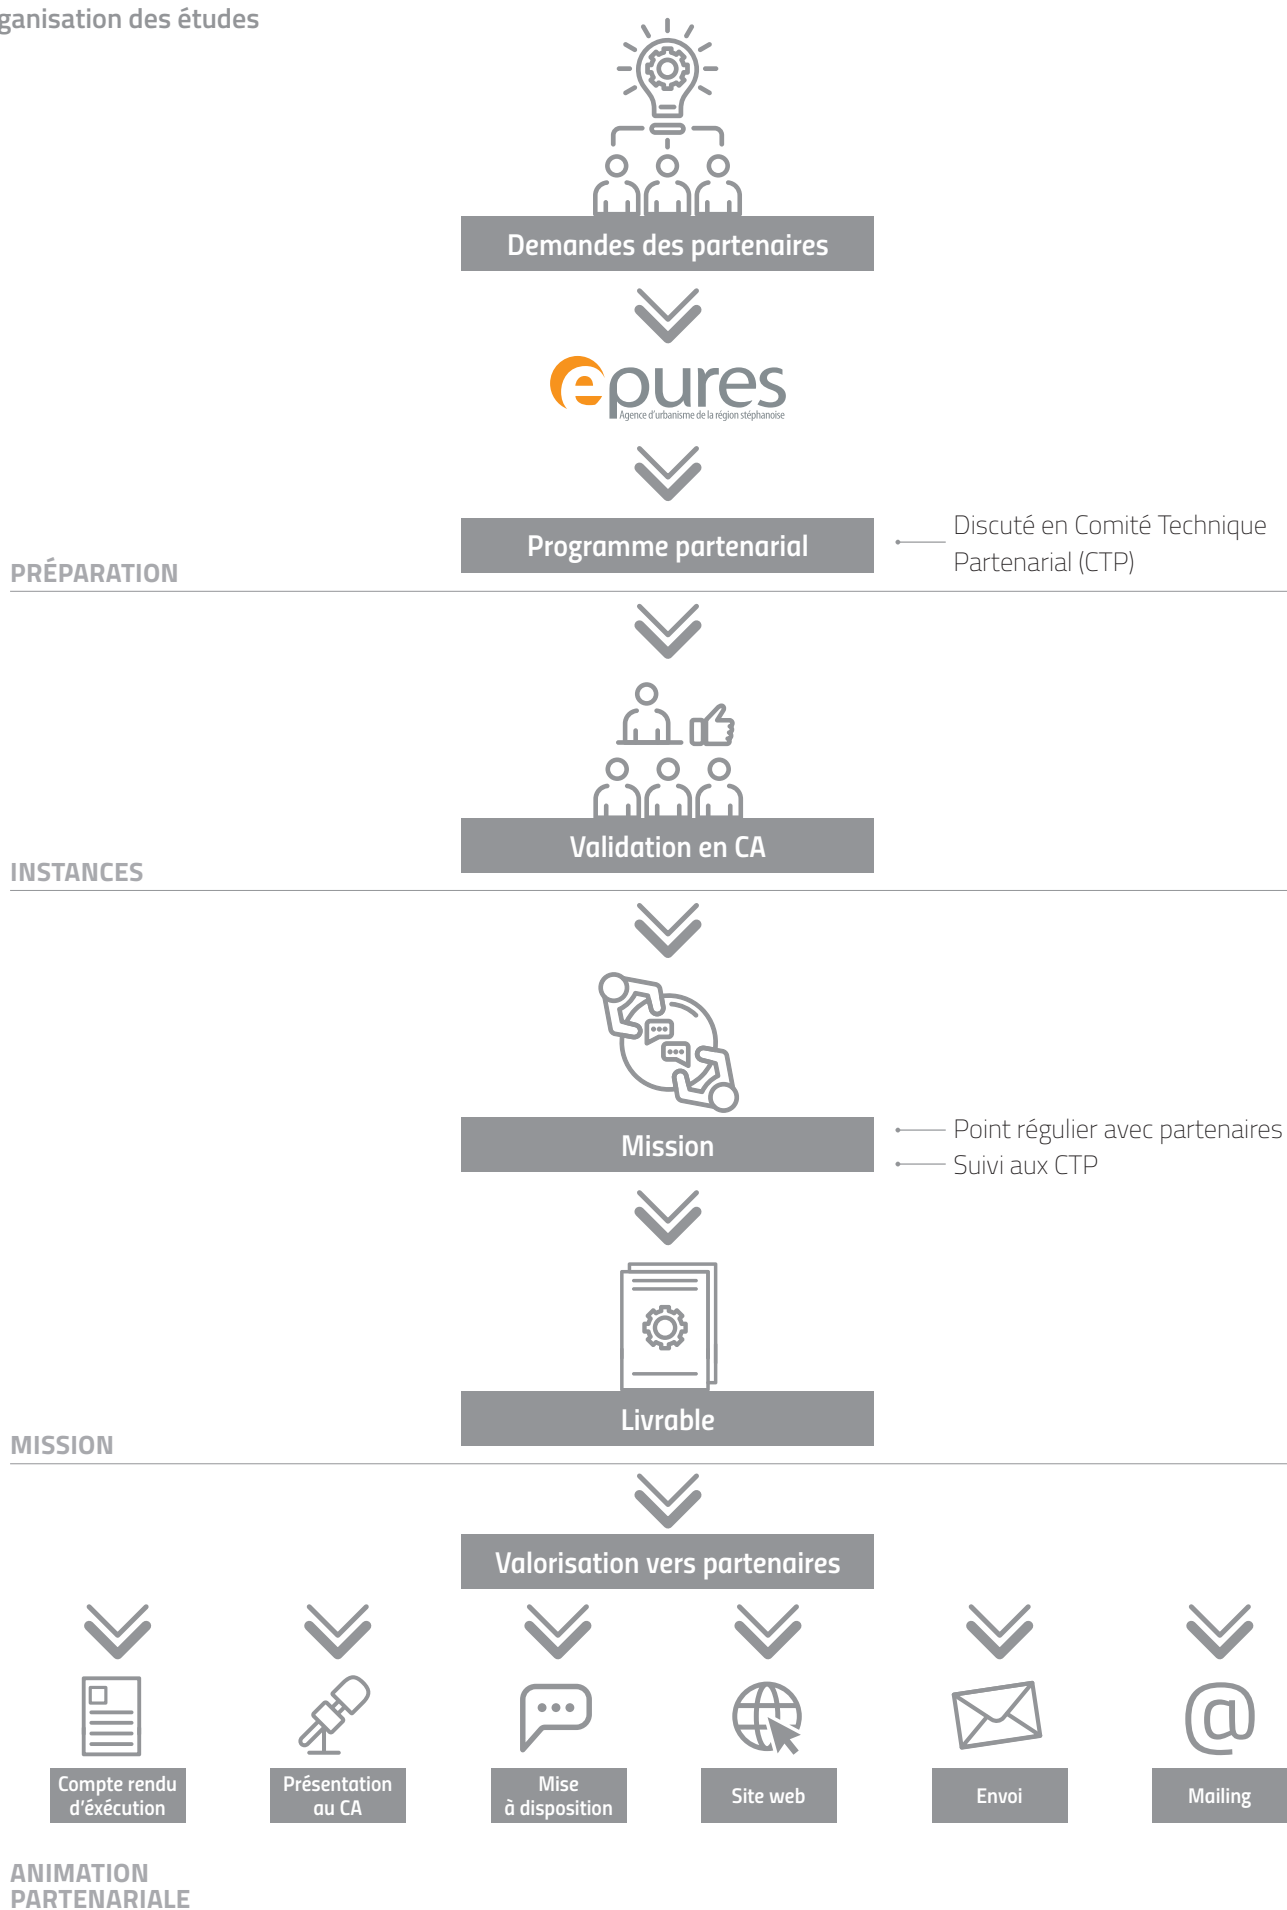 ganisation des études
Demandes des partenaires
epures
Agence d'urbanisme de la région stéphanoise
Programme partenarial
Discuté en Comité Technique
Partenarial (CTP)
PRÉPARATION
Validation en CA
INSTANCES
Mission
Point régulier avec partenaires
Suivi aux CTP
Livrable
MISSION
Valorisation vers partenaires
Compte rendu
d'éxécution
Présentation
au CA
Mise
à disposition
Site web
Envoi
@
Mailing
ANIMATION
PARTENARIALE